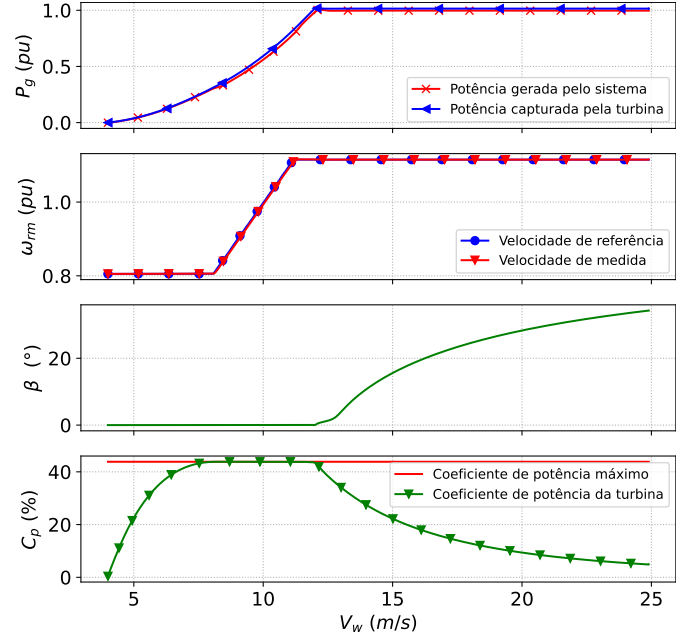 1.0
0.5
0.0
P_g (pu)
Potência gerada pelo sistema
Potência capturada pela turbina
1.0
0.8
ω_rm (pu)
Velocidade de referência
Velocidade de medida
20
0
β (°)
40
20
0
C_p (%)
Coeficiente de potência máximo
Coeficiente de potência da turbina
5 10 15 20 25
V_w (m/s)